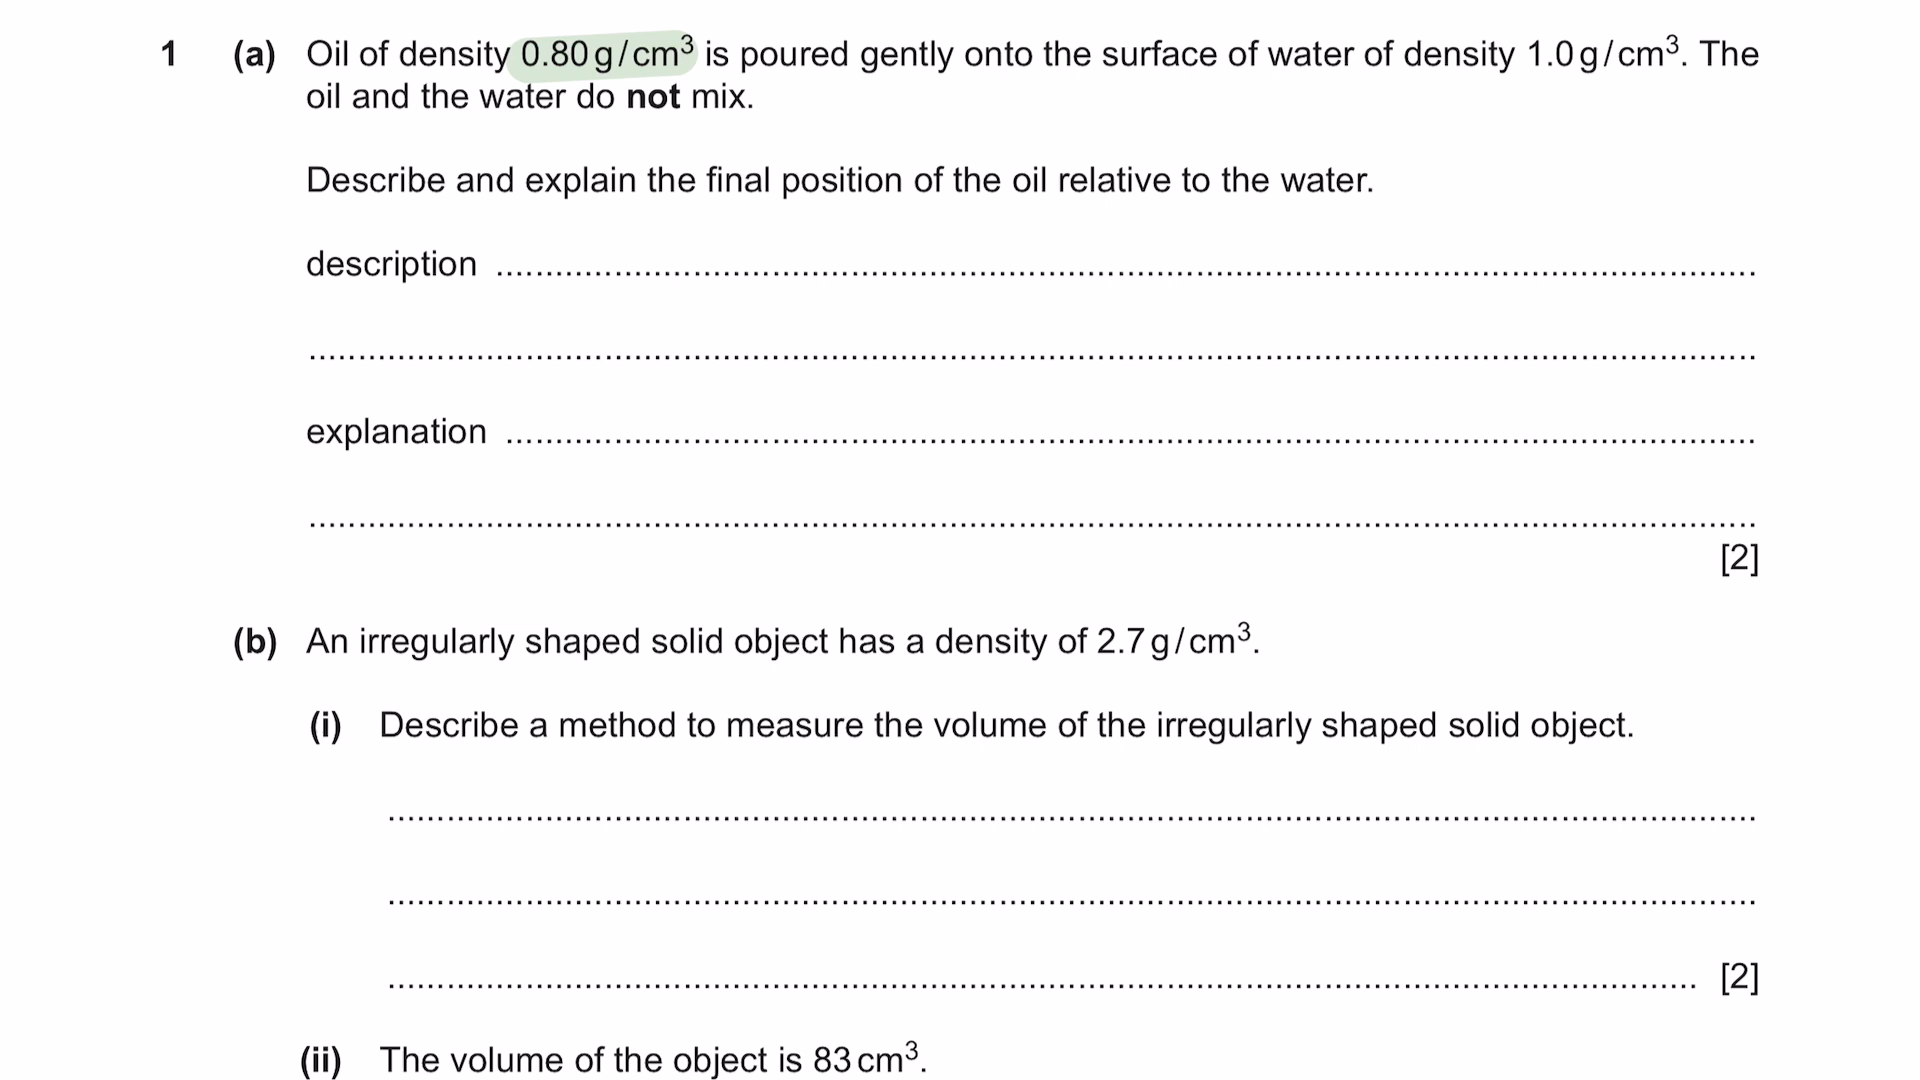 1 (a) Oil of density 0.80 g/cm³ is poured gently onto the surface of water of density 1.0 g/cm³. The
oil and the water do not mix.
Describe and explain the final position of the oil relative to the water.
description ..........................................................................................
..........................................................................................
explanation ..........................................................................................
..........................................................................................
[2]
(b) An irregularly shaped solid object has a density of 2.7 g/cm³.
(i) Describe a method to measure the volume of the irregularly shaped solid object.
..........................................................................................
..........................................................................................
.......................................................................................... [2]
(ii) The volume of the object is 83 cm³.